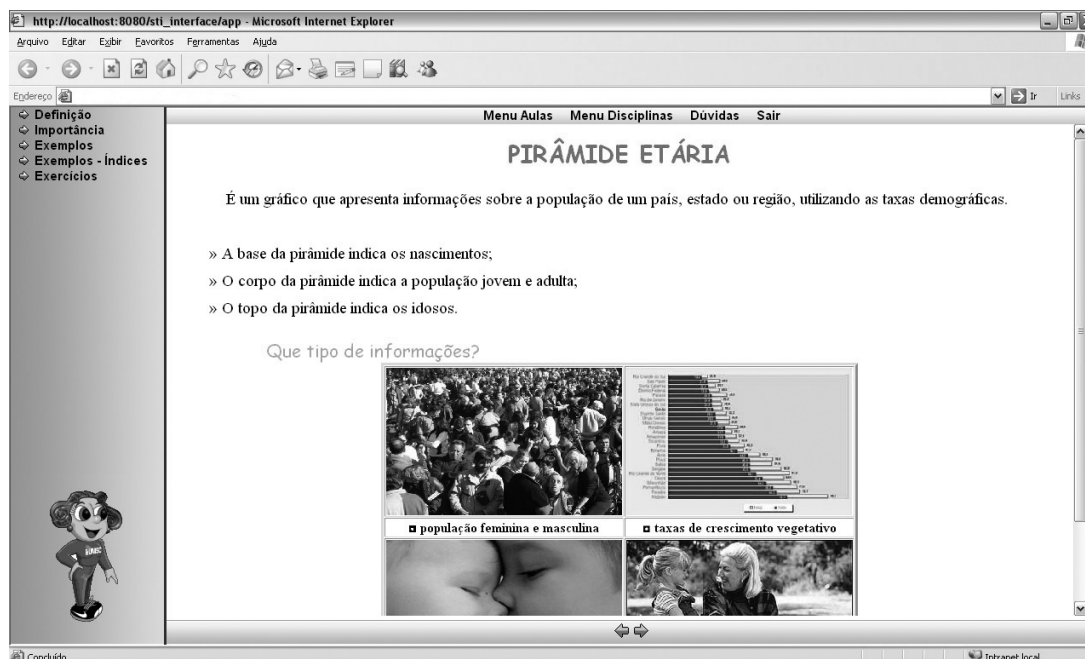 http://localhost:8080/sti_interface/app - Microsoft Internet Explorer
Arquivo Editar Exibir Favoritos Ferramentas Ajuda
Endereço Ir Links
Definição
Importância
Exemplos
Exemplos - Índices
Exercícios
Menu Aulas Menu Disciplinas Dúvidas Sair
PIRÂMIDE ETÁRIA
É um gráfico que apresenta informações sobre a população de um país, estado ou região, utilizando as taxas demográficas.
» A base da pirâmide indica os nascimentos;
» O corpo da pirâmide indica a população jovem e adulta;
» O topo da pirâmide indica os idosos.
Que tipo de informações?
população feminina e masculina
taxas de crescimento vegetativo
Concluído
Intranet local